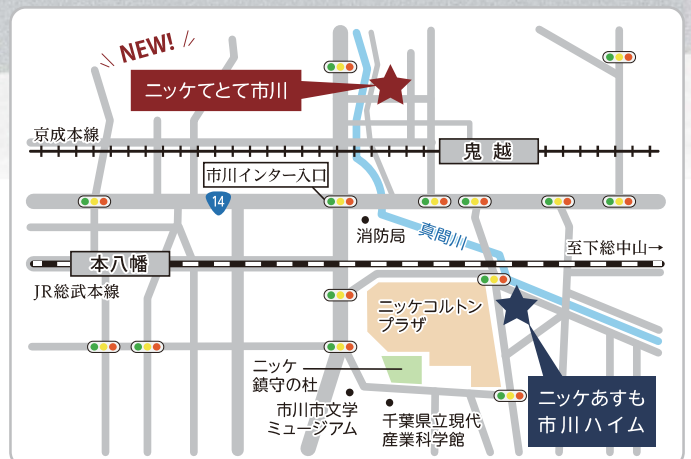 NEW!
ニッケてとて市川
京成本線
鬼越
市川インター入口
14
消防局
真間川
至下総中山→
本八幡
JR総武本線
ニッケコルトン
プラザ
ニッケ
鎮守の杜
市川市文学
ミュージアム
千葉県立現代
産業科学館
ニッケあすも
市川ハイム